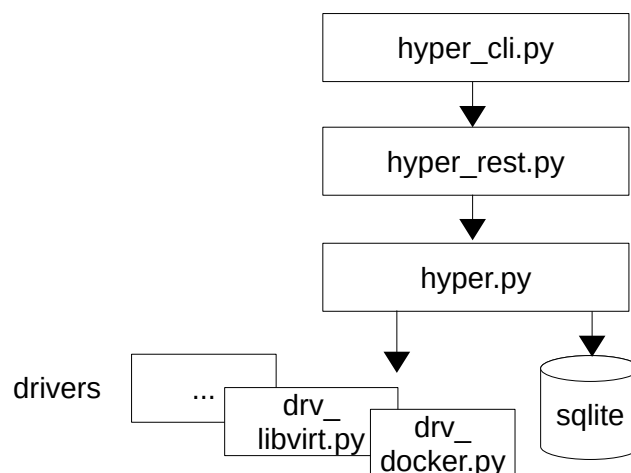 hyper_cli.py
hyper_rest.py
hyper.py
drivers
...
drv_
libvirt.py
drv_
docker.py
sqlite